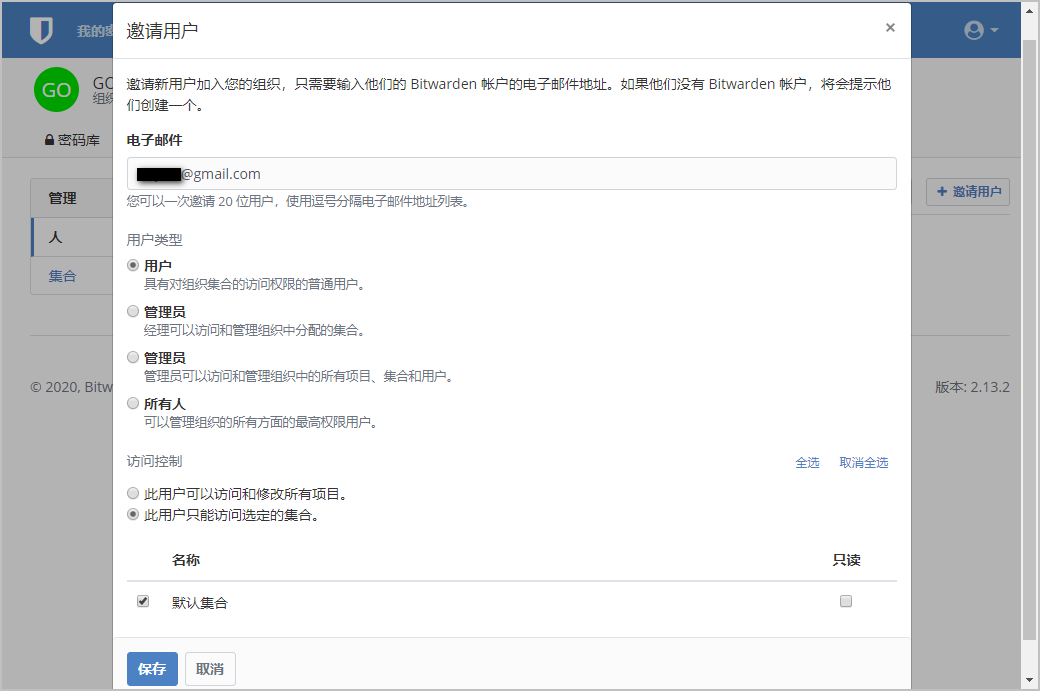 我的密
邀请用户
×
邀请新用户加入您的组织，只需要输入他们的 Bitwarden 帐户的电子邮件地址。如果他们没有 Bitwarden 帐户，将会提示他
们创建一个。
GO
GO
组织
密码库
电子邮件
@gmail.com
您可以一次邀请 20 位用户，使用逗号分隔电子邮件地址列表。
+ 邀请用户
管理
人
集合
用户类型
用户
具有对组织集合的访问权限的普通用户。
管理员
经理可以访问和管理组织中分配的集合。
管理员
管理员可以访问和管理组织中的所有项目、集合和用户。
所有人
可以管理组织的所有方面的最高权限用户。
© 2020, Bitw
版本: 2.13.2
访问控制
全选
取消全选
此用户可以访问和修改所有项目。
此用户只能访问选定的集合。
名称
只读
默认集合
保存
取消